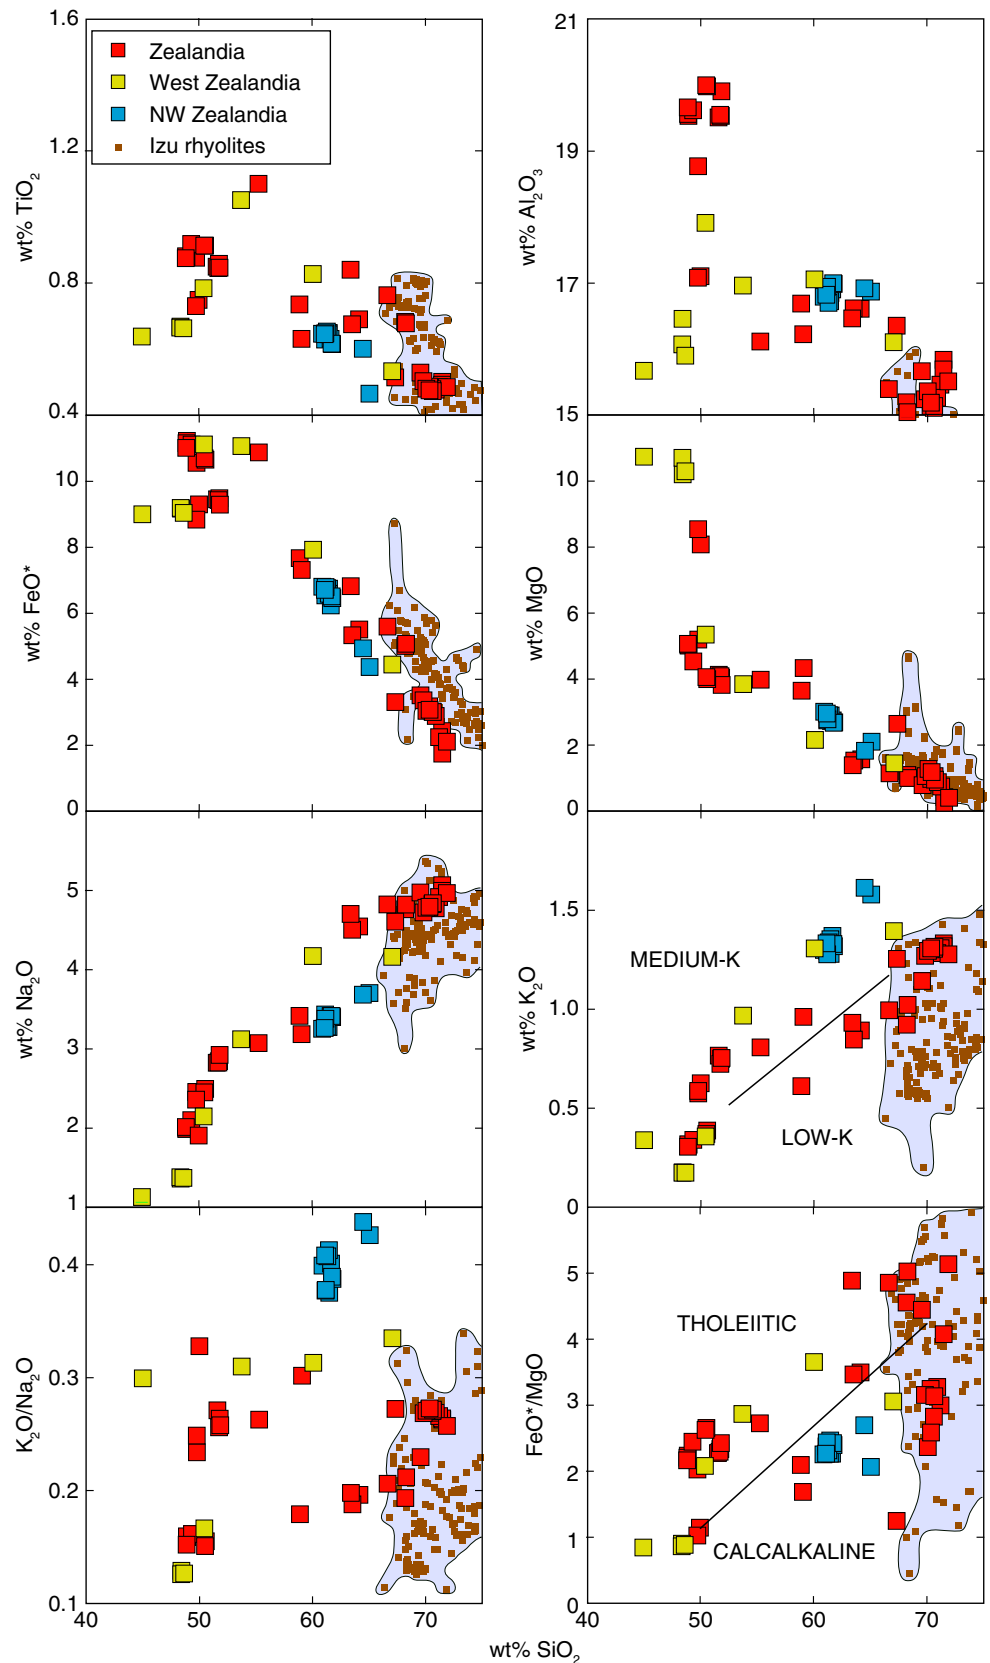 1.6
1.2
0.8
0.4
wt% TiO2
Zealandia
West Zealandia
NW Zealandia
Izu rhyolites
21
19
17
15
wt% Al2O3
10
8
6
4
2
0
wt% FeO*
10
8
6
4
2
0
wt% MgO
5
4
3
2
1
wt% Na2O
1.5
1.0
0.5
0
wt% K2O
MEDIUM-K
LOW-K
0.4
0.3
0.2
0.1
K2O/Na2O
40 50 60 70
5
4
3
2
1
0
FeO*/MgO
THOLEIITIC
CALCALKALINE
40 50 60 70
wt% SiO2